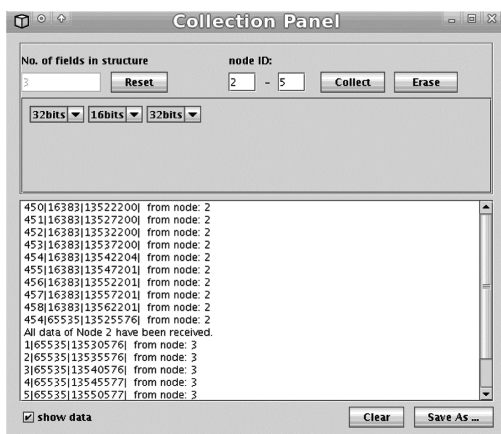 Collection Panel
No. of fields in structure
node ID:
3
Reset
2 - 5
Collect
Erase
32bits 16bits 32bits
450|16383|13522200| from node: 2
451|16383|13527200| from node: 2
452|16383|13532200| from node: 2
453|16383|13537200| from node: 2
454|16383|13542204| from node: 2
455|16383|13547201| from node: 2
456|16383|13552201| from node: 2
457|16383|13557201| from node: 2
458|16383|13562201| from node: 2
454|65535|13525576| from node: 2
All data of Node 2 have been received.
1|65535|13530576| from node: 3
2|65535|13535576| from node: 3
3|65535|13540576| from node: 3
4|65535|13545577| from node: 3
5|65535|13550577| from node: 3
show data
Clear
Save As ...